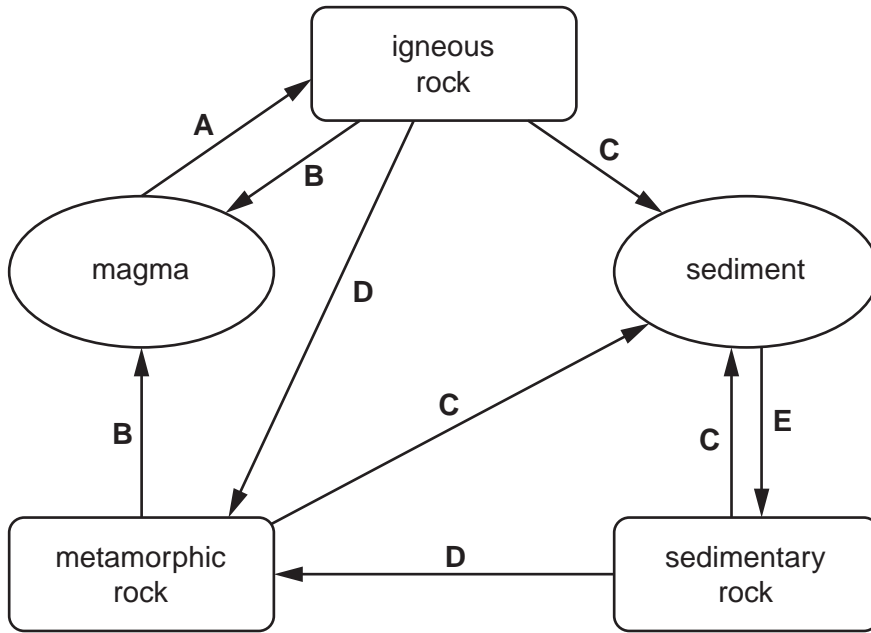 igneous
rock
A
B
C
magma
D
sediment
C
B
C
E
metamorphic
rock
D
sedimentary
rock